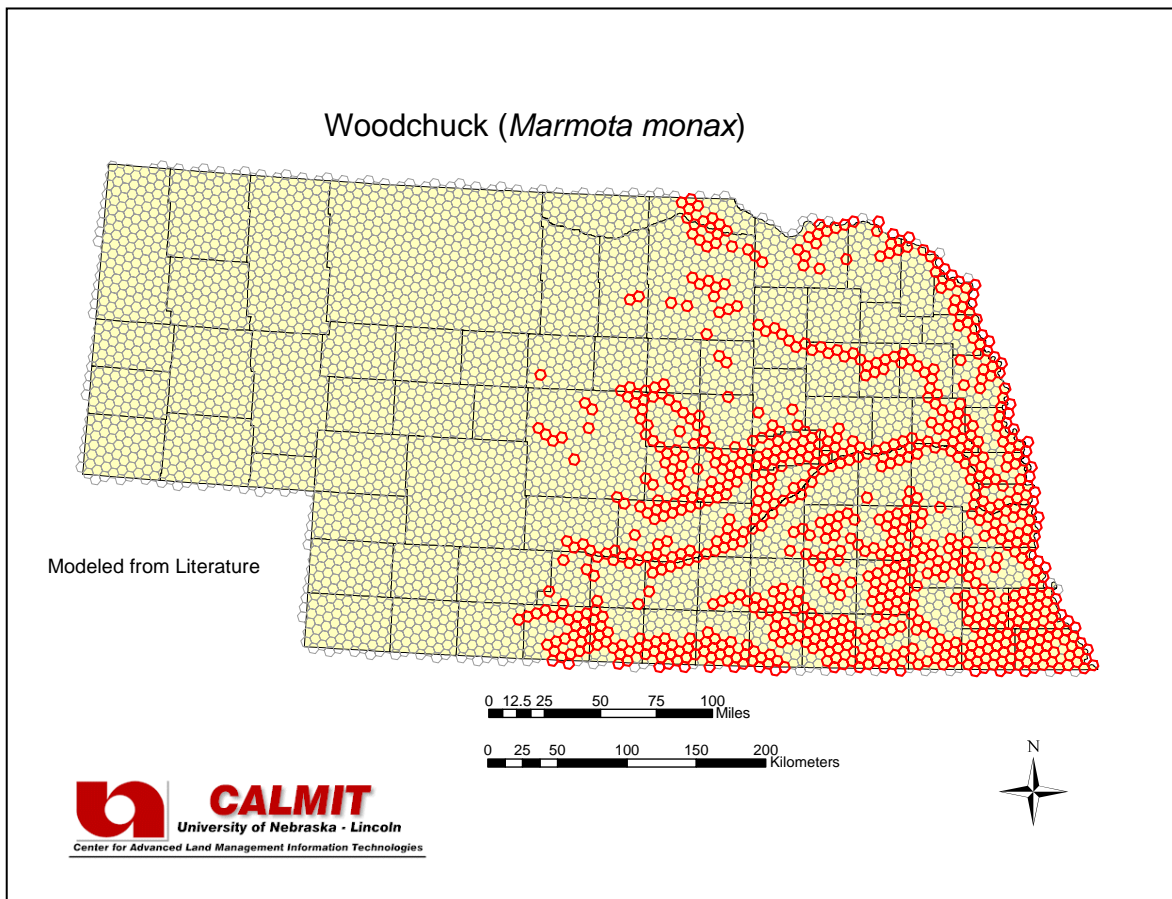 Woodchuck (Marmota monax)
Modeled from Literature
0 12.5 25 50 75 100
Miles
0 25 50 100 150 200
Kilometers
N
CALMIT
University of Nebraska - Lincoln
Center for Advanced Land Management Information Technologies